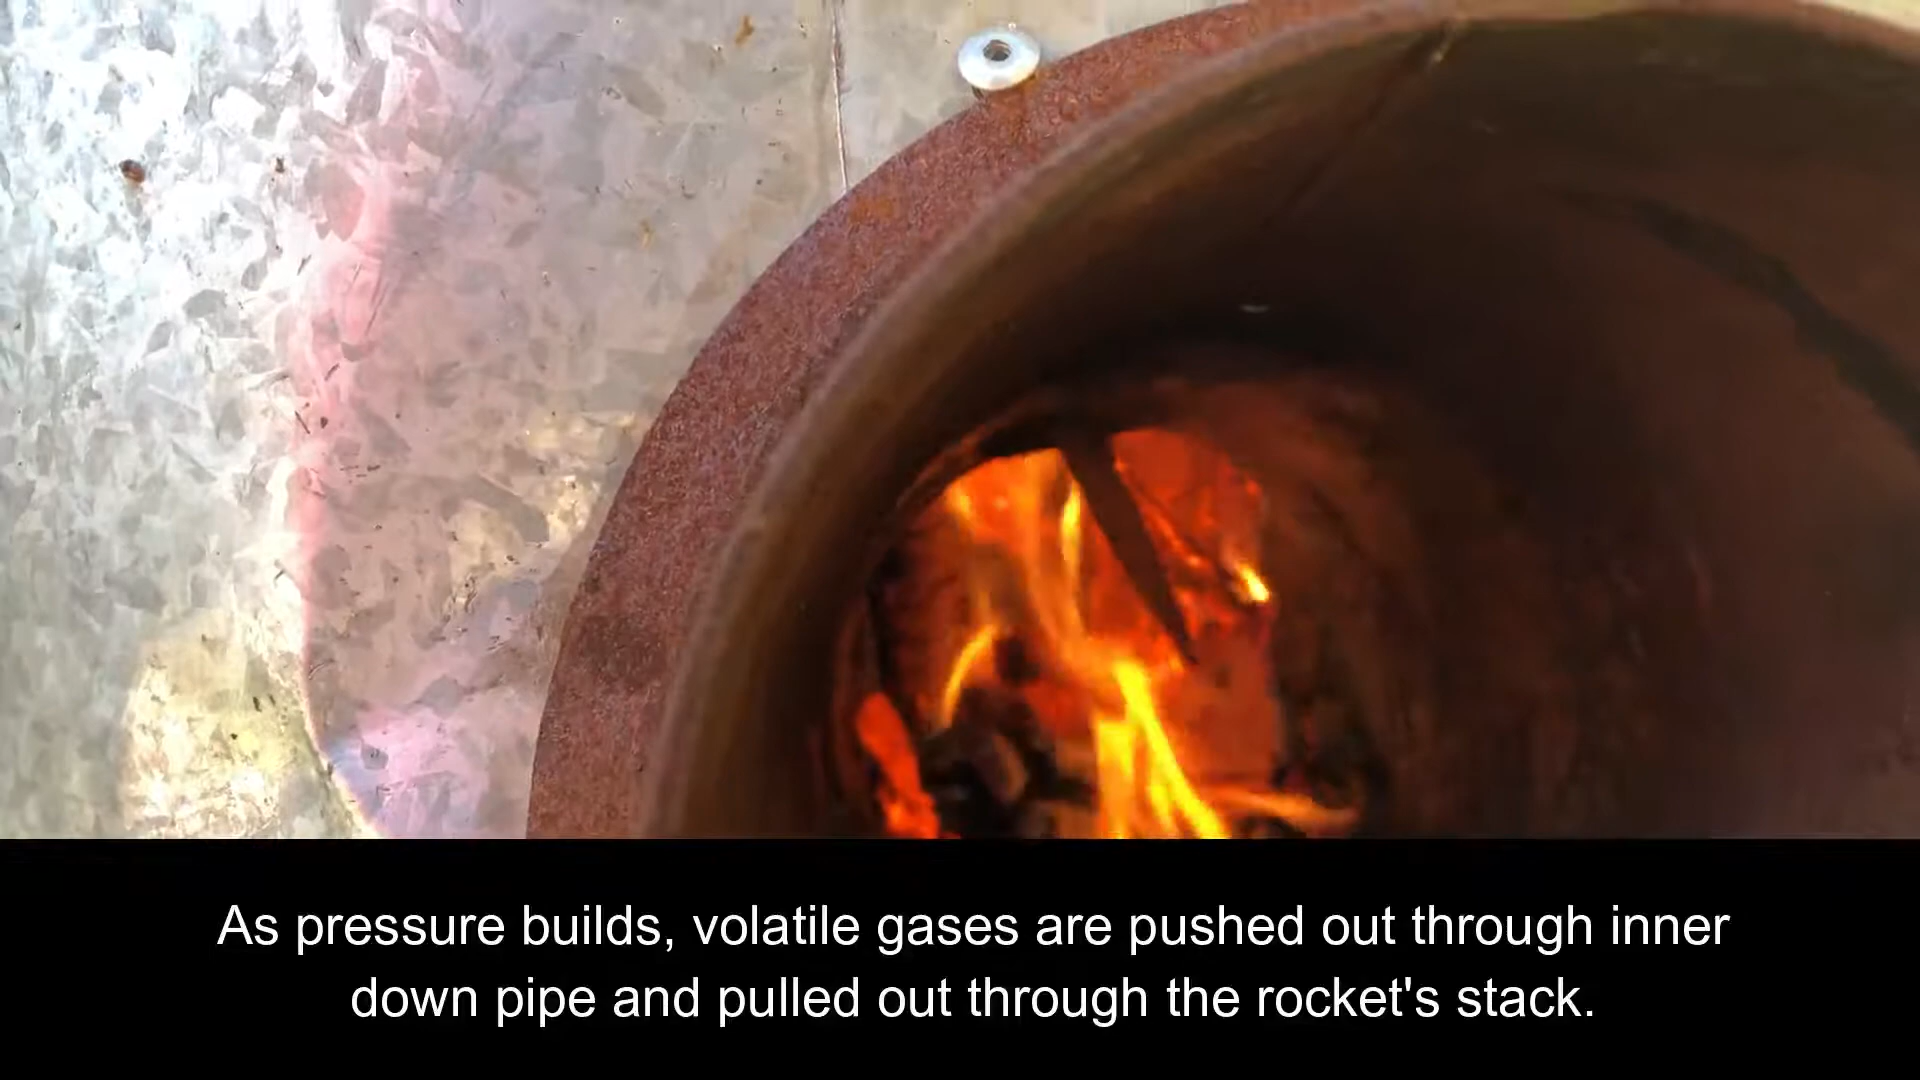 As pressure builds, volatile gases are pushed out through inner
down pipe and pulled out through the rocket's stack.